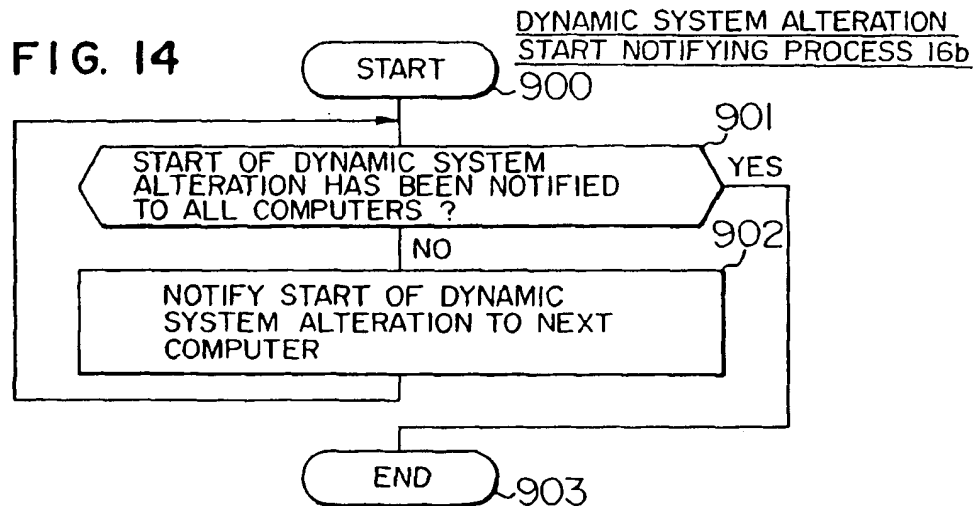 FIG. 14
DYNAMIC SYSTEM ALTERATION
START NOTIFYING PROCESS 16b
START
900
901
START OF DYNAMIC SYSTEM
ALTERATION HAS BEEN NOTIFIED
TO ALL COMPUTERS ?
YES
NO
902
NOTIFY START OF DYNAMIC
SYSTEM ALTERATION TO NEXT
COMPUTER
END
903